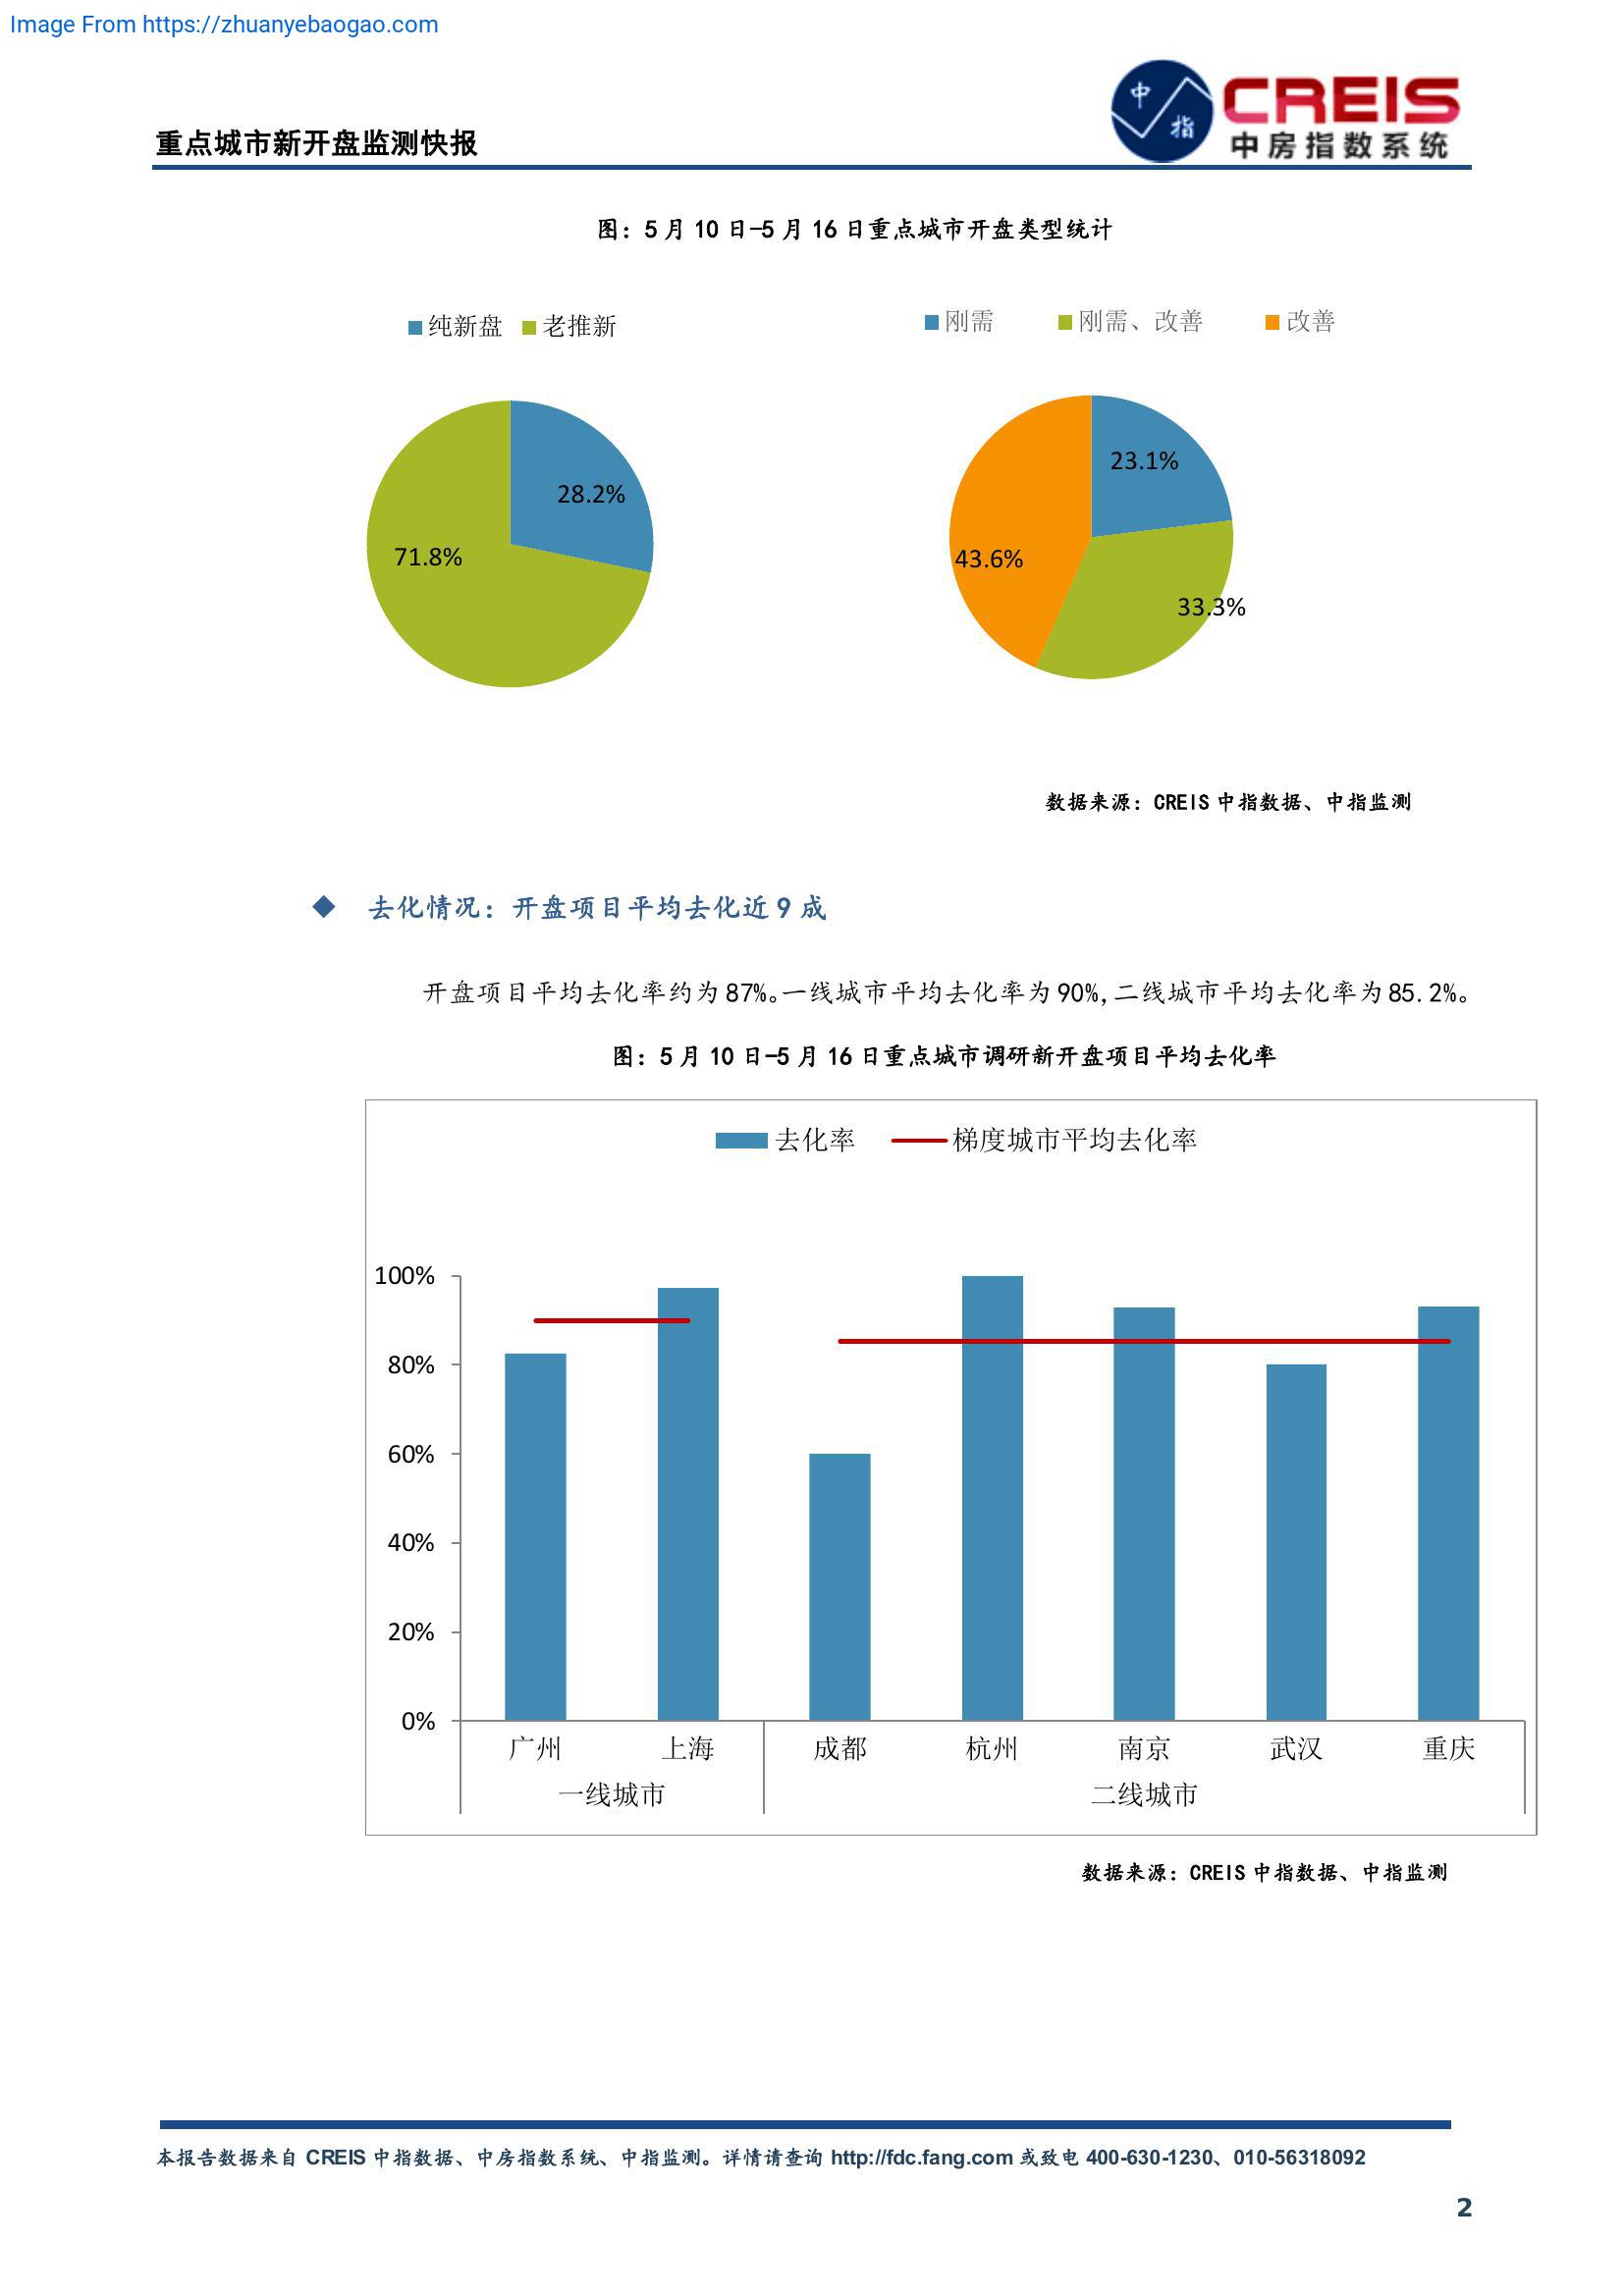 Image From https://zhuanyebaogao.com
中 指
CREIS
中房指数系统
重点城市新开盘监测快报
图：5月10日-5月16日重点城市开盘类型统计
纯新盘 老推新
刚需 刚需、改善 改善
28.2%
71.8%
23.1%
43.6%
33.3%
数据来源：CREIS中指数据、中指监测
去化情况：开盘项目平均去化近9成
开盘项目平均去化率约为87%。一线城市平均去化率为90%,二线城市平均去化率为85.2%。
图：5月10日-5月16日重点城市调研新开盘项目平均去化率
去化率 梯度城市平均去化率
100%
80%
60%
40%
20%
0%
广州 上海 成都 杭州 南京 武汉 重庆
一线城市 二线城市
数据来源：CREIS中指数据、中指监测
本报告数据来自 CREIS 中指数据、中房指数系统、中指监测。详情请查询 http://fdc.fang.com 或致电 400-630-1230、010-56318092
2